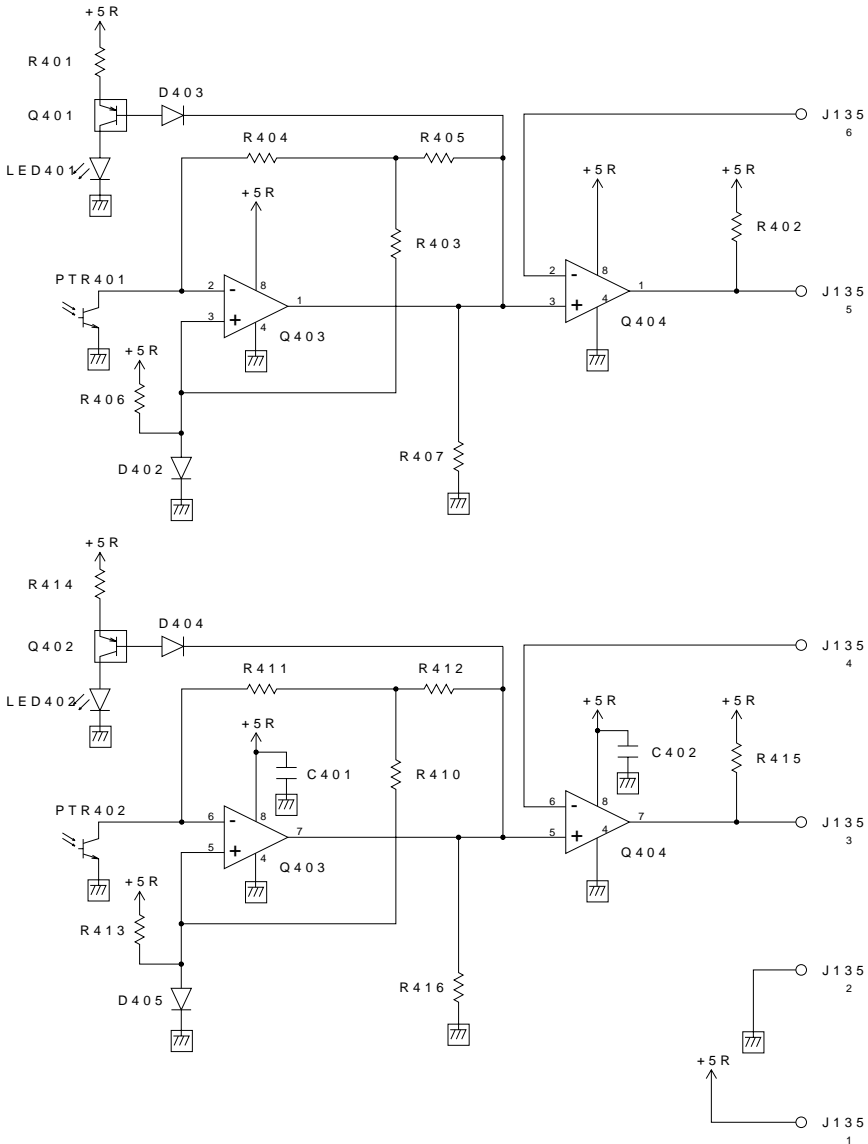 +5R
R401
D403
Q401
J135
6
R404
R405
LED401
+5R
+5R
+5R
R403
R402
PTR401
2
-
8
1
2
-
8
1
J135
5
3
+
4
Q403
3
+
4
Q404
+5R
R406
D402
R407
+5R
R414
D404
Q402
J135
4
R411
R412
LED402
+5R
+5R
+5R
C401
R410
C402
R415
PTR402
6
-
8
7
6
-
8
7
J135
3
5
+
4
Q403
5
+
4
Q404
+5R
R413
D405
R416
J135
2
+5R
J135
1